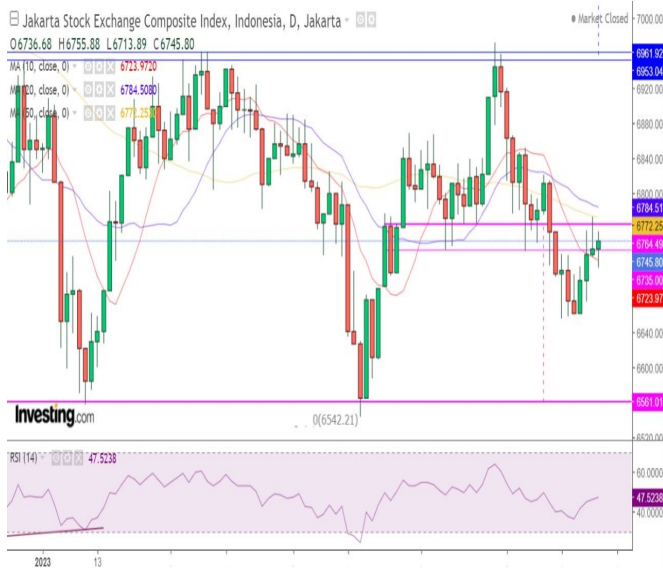 Jakarta Stock Exchange Composite Index, Indonesia, D, Jakarta
Market Closed
O6736.68 H6755.88 L6713.89 C6745.80
MA (10, close, 0) 6723.9720
MA (20, close, 0) 6784.5080
MA (50, close, 0)
7000.00
6961.92
6953.04
6920.00
6880.00
6840.00
6800.00
6784.51
6772.25
6764.49
6745.80
6735.00
6723.97
6640.00
6600.00
6561.01
6520.00
Investing.com
0(6542.21)
RSI (14) 47.5238
60.0000
47.5238
40.0000
2023 13